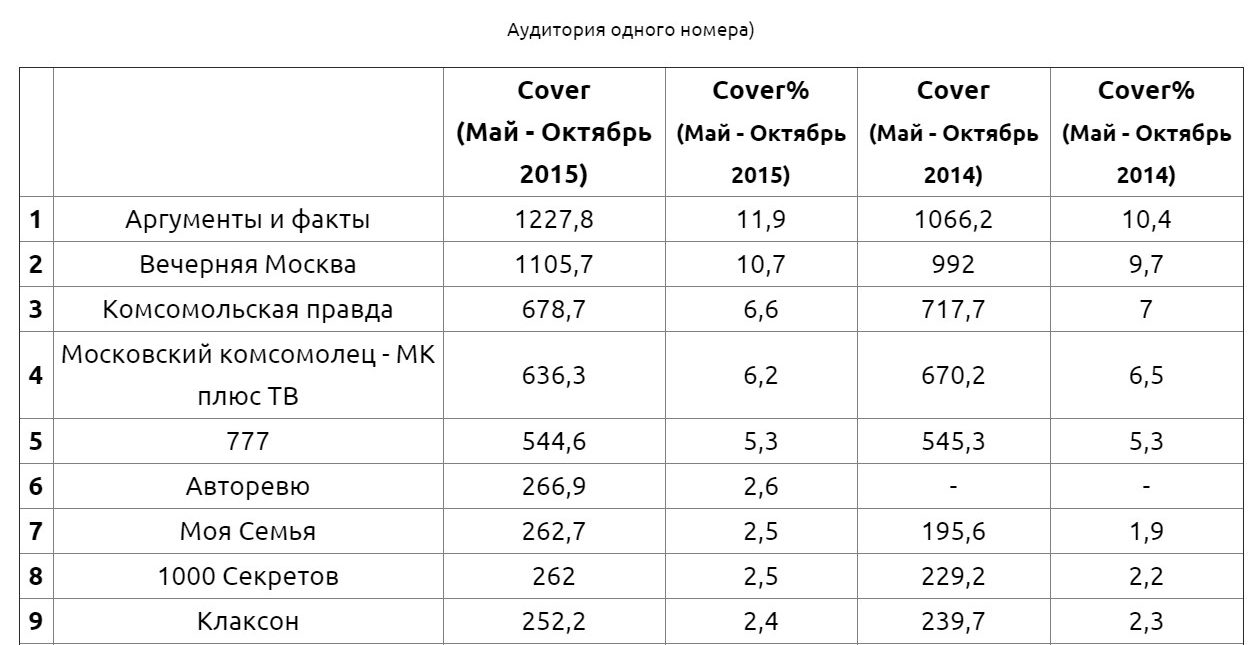 Аудитория одного номера)
Cover Cover% Cover Cover%
(Май - Октябрь (Май - Октябрь (Май - Октябрь (Май - Октябрь
2015) 2015) 2014) 2014)
1 Аргументы и факты 1227,8 11,9 1066,2 10,4
2 Вечерняя Москва 1105,7 10,7 992 9,7
3 Комсомольская правда 678,7 6,6 717,7 7
4 Московский комсомолец - МК
плюс ТВ 636,3 6,2 670,2 6,5
5 777 544,6 5,3 545,3 5,3
6 Авторевю 266,9 2,6 - -
7 Моя Семья 262,7 2,5 195,6 1,9
8 1000 Секретов 262 2,5 229,2 2,2
9 Клаксон 252,2 2,4 239,7 2,3